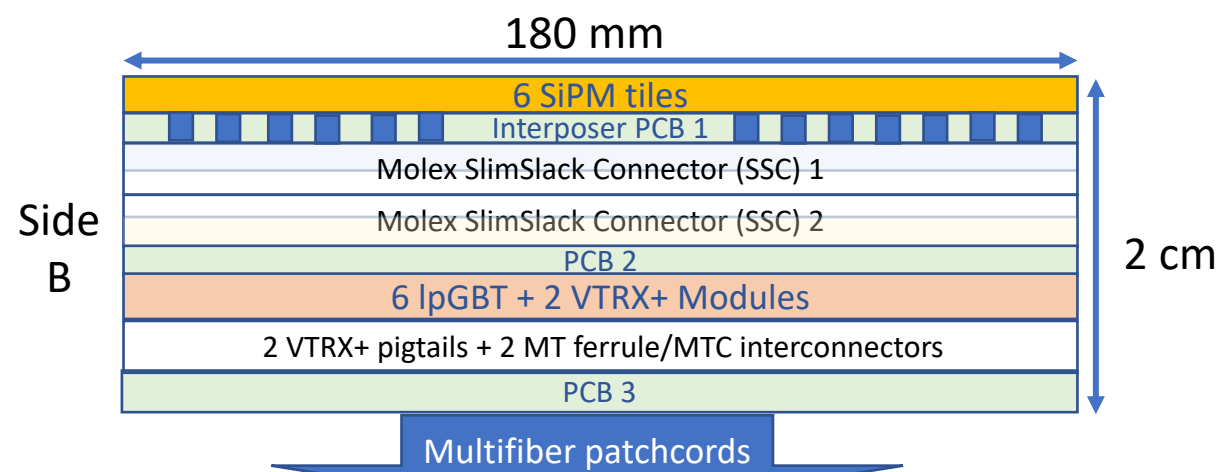 180 mm
6 SiPM tiles
Interposer PCB 1
Molex SlimSlack Connector (SSC) 1
Molex SlimSlack Connector (SSC) 2
Side
B
PCB 2
2 cm
6 lpGBT + 2 VTRX+ Modules
2 VTRX+ pigtails + 2 MT ferrule/MTC interconnectors
PCB 3
Multifiber patchcords